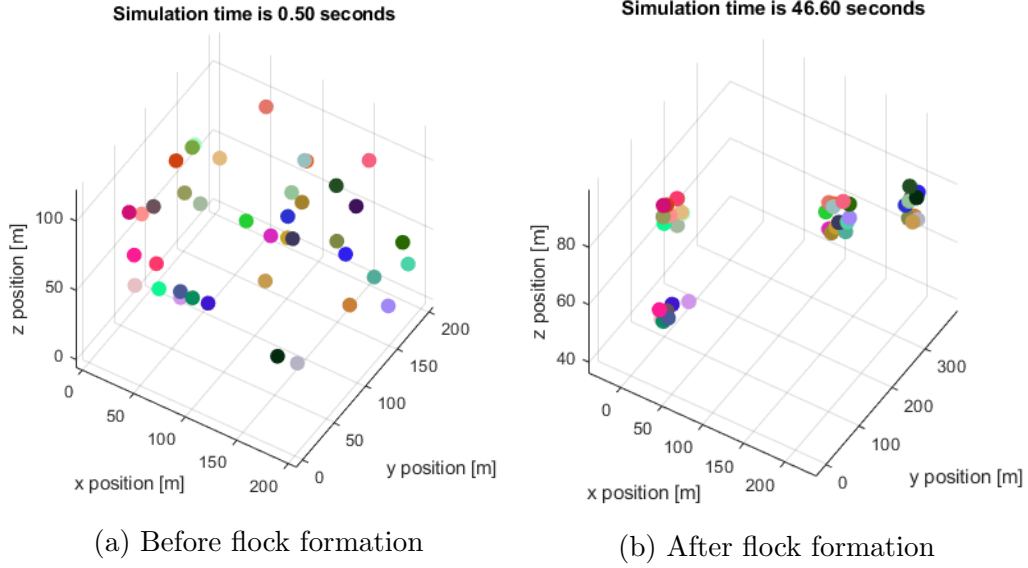 Simulation time is 0.50 seconds
z position [m]
100
50
0
0
50
100
150
200
x position [m]
0
50
100
150
200
y position [m]
(a) Before flock formation
Simulation time is 46.60 seconds
z position [m]
80
60
40
0
50
100
150
200
x position [m]
0
100
200
300
y position [m]
(b) After flock formation